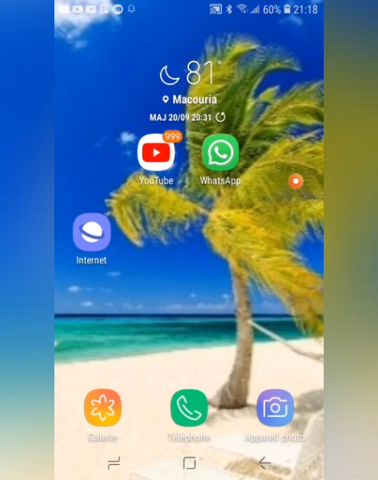 60% 21:18
81°
Macouria
MAJ 20/09 20:31
999
YouTube
WhatsApp
Internet
Galerie
Téléphone
Appareil photo